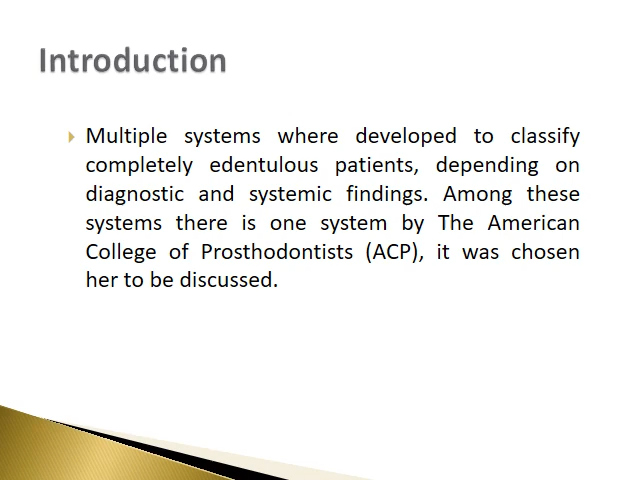 Introduction
Multiple systems where developed to classify
completely edentulous patients, depending on
diagnostic and systemic findings. Among these
systems there is one system by The American
College of Prosthodontists (ACP), it was chosen
her to be discussed.